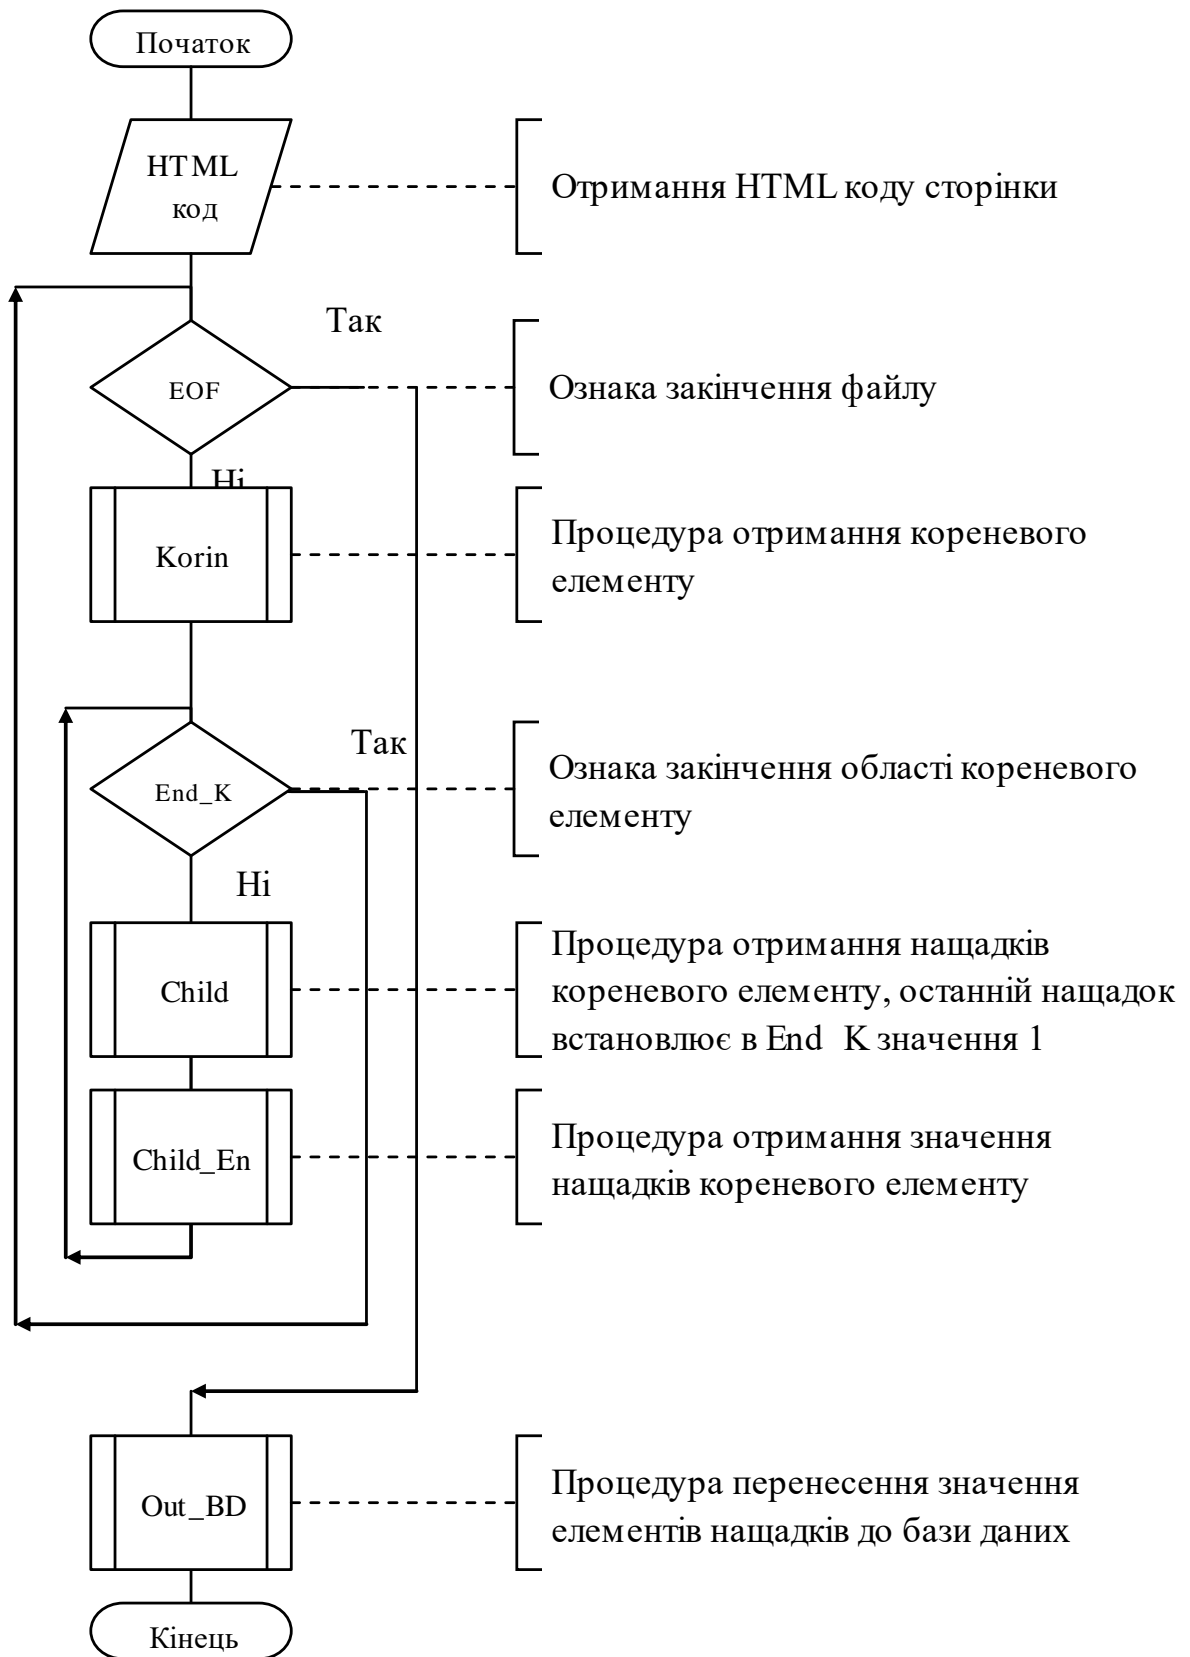 Початок
HTML
код
Отримання HTML коду сторінки
Так
EOF
Ознака закінчення файлу
Ні
Korin
Процедура отримання кореневого
елементу
Так
End_K
Ознака закінчення області кореневого
елементу
Ні
Child
Процедура отримання нащадків
кореневого елементу, останній нащадок
встановлює в End K значення 1
Child_En
Процедура отримання значення
нащадків кореневого елементу
Out_BD
Процедура перенесення значення
елементів нащадків до бази даних
Кінець